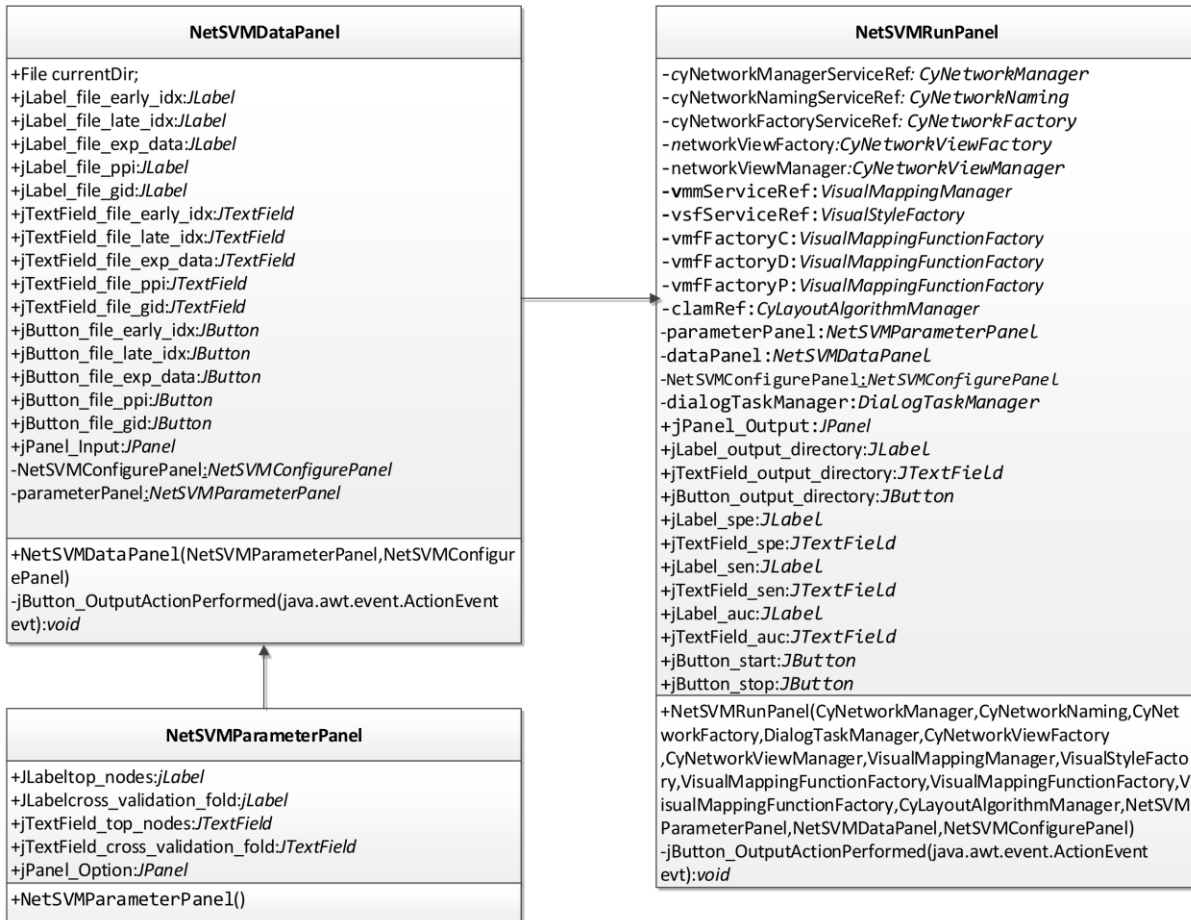 NetSVMDataPanel
+File currentDir;
+jLabel_file_early_idx:JLabel
+jLabel_file_late_idx:JLabel
+jLabel_file_exp_data:JLabel
+jLabel_file_ppi:JLabel
+jLabel_file_gid:JLabel
+jTextField_file_early_idx:JTextField
+jTextField_file_late_idx:JTextField
+jTextField_file_exp_data:JTextField
+jTextField_file_ppi:JTextField
+jTextField_file_gid:JTextField
+jButton_file_early_idx:JButton
+jButton_file_late_idx:JButton
+jButton_file_exp_data:JButton
+jButton_file_ppi:JButton
+jButton_file_gid:JButton
+jPanel_Input:JPanel
-NetSVMConfigurePanel:NetSVMConfigurePanel
-parameterPanel:NetSVMParameterPanel
+NetSVMDataPanel(NetSVMParameterPanel,NetSVMConfigur
ePanel)
-jButton_OutputActionPerformed(java.awt.event.ActionEvent
evt):void
NetSVMParameterPanel
+JLabeltop_nodes:jLabel
+JLabelcross_validation_fold:jLabel
+jTextField_top_nodes:JTextField
+jTextField_cross_validation_fold:JTextField
+jPanel_Option:JPanel
+NetSVMParameterPanel()
NetSVMRunPanel
-cyNetworkManagerServiceRef:CyNetworkManager
-cyNetworkNamingServiceRef:CyNetworkNaming
-cyNetworkFactoryServiceRef:CyNetworkFactory
-networkViewFactory:CyNetworkViewFactory
-networkViewManager:CyNetworkViewManager
-vmmServiceRef:VisualMappingManager
-vsfServiceRef:VisualStyleFactory
-vmfFactoryC:VisualMappingFunctionFactory
-vmfFactoryD:VisualMappingFunctionFactory
-vmfFactoryP:VisualMappingFunctionFactory
-clamRef:CyLayoutAlgorithmManager
-parameterPanel:NetSVMParameterPanel
-dataPanel:NetSVMDataPanel
-NetSVMConfigurePanel:NetSVMConfigurePanel
-dialogTaskManager:DialogTaskManager
+jPanel_Output:JPanel
+jLabel_output_directory:JLabel
+jTextField_output_directory:JTextField
+jButton_output_directory:JButton
+jLabel_spe:JLabel
+jTextField_spe:JTextField
+jLabel_sen:JLabel
+jTextField_sen:JTextField
+jLabel_auc:JLabel
+jTextField_auc:JTextField
+jButton_start:JButton
+jButton_stop:JButton
+NetSVMRunPanel(CyNetworkManager,CyNetworkNaming,CyNet
workFactory,DialogTaskManager,CyNetworkViewFactory
,CyNetworkViewManager,VisualMappingManager,VisualStyleFacto
ry,VisualMappingFunctionFactory,VisualMappingFunctionFactory,V
isualMappingFunctionFactory,CyLayoutAlgorithmManager,NetSVM
ParameterPanel,NetSVMDataPanel,NetSVMConfigurePanel)
-jButton_OutputActionPerformed(java.awt.event.ActionEvent
evt):void